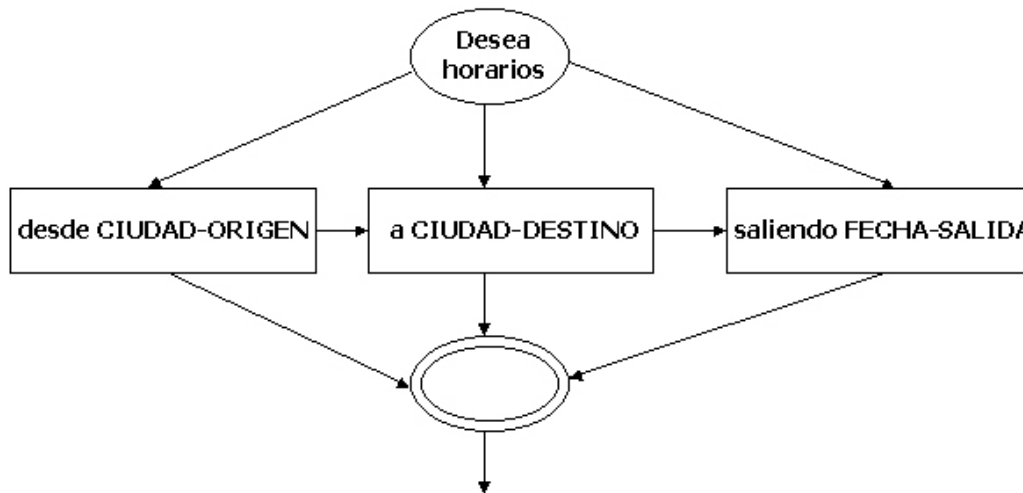 Desea
horarios
desde CIUDAD-ORIGEN
a CIUDAD-DESTINO
saliendo FECHA-SALIDA